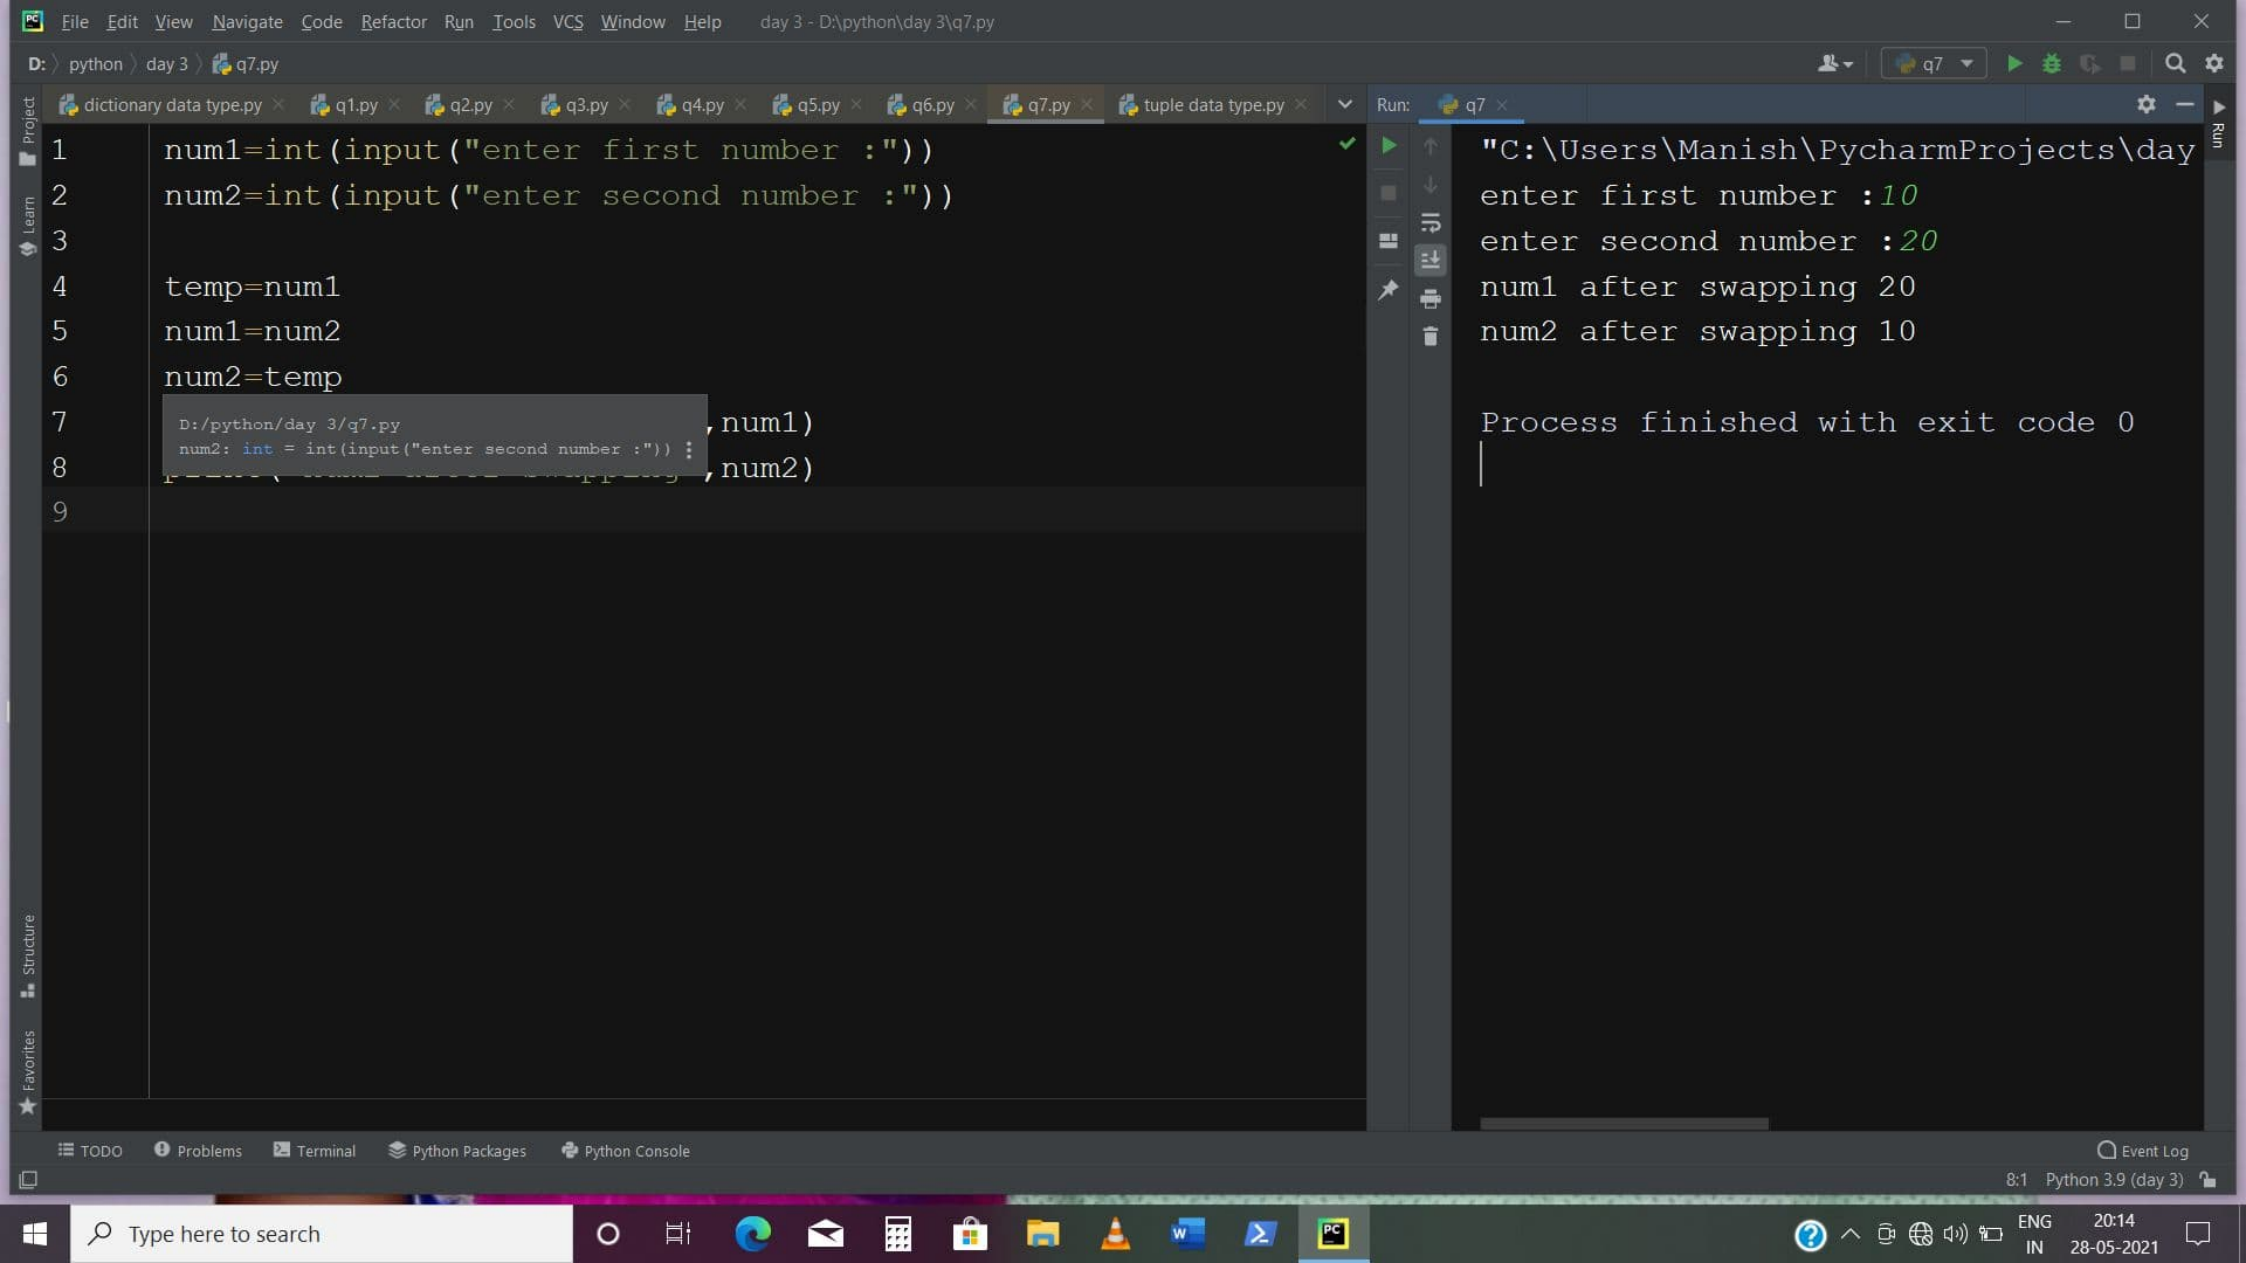 File Edit View Navigate Code Refactor Run Tools VCS Window Help day 3 - D:\python\day 3\q7.py
D: python day 3 q7.py
q7
dictionary data type.py q1.py q2.py q3.py q4.py q5.py q6.py q7.py tuple data type.py
Run: q7
Project
Learn
Structure
Favorites
Run
1 num1=int(input("enter first number :"))
2 num2=int(input("enter second number :"))
3
4 temp=num1
5 num1=num2
6 num2=temp
7 ,num1)
D:/python/day 3/q7.py
num2: int = int(input("enter second number :"))
8 ,num2)
9
"C:\Users\Manish\PycharmProjects\day
enter first number :10
enter second number :20
num1 after swapping 20
num2 after swapping 10
Process finished with exit code 0
TODO Problems Terminal Python Packages Python Console Event Log
8:1 Python 3.9 (day 3)
Type here to search
PC
W
ENG
IN
20:14
28-05-2021